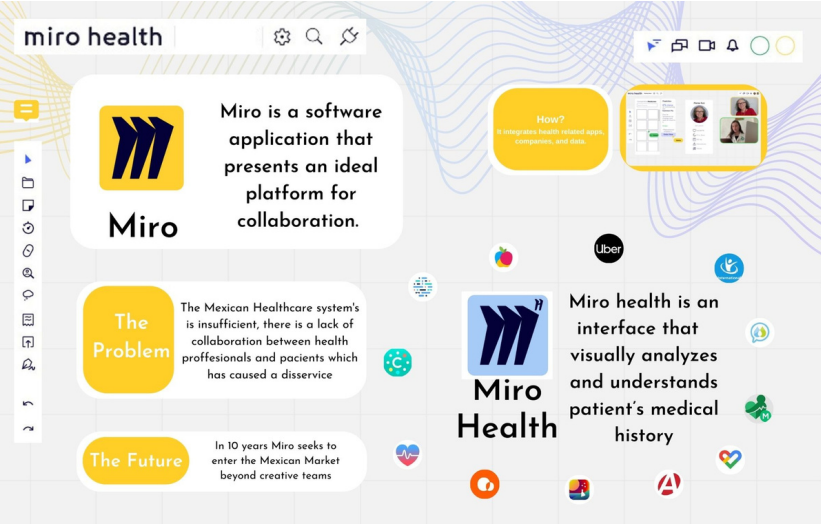 miro health
Miro is a software
application that
presents an ideal
platform for
collaboration.
Miro
How?
It integrates health related apps,
companies, and data.
The
Problem
The Mexican Healthcare system's
is insufficient, there is a lack of
collaboration between health
proffesionals and pacients which
has caused a disservice
The Future
In 10 years Miro seeks to
enter the Mexican Market
beyond creative teams
Uber
C
M
A
Miro
Health
Miro health is an
interface that
visually analyzes
and understands
patient's medical
history